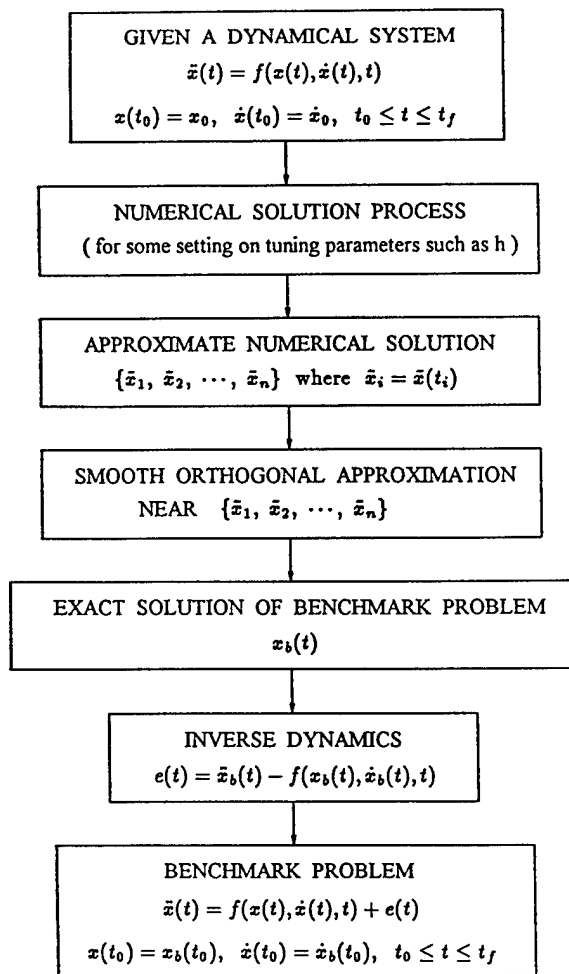 GIVEN A DYNAMICAL SYSTEM
ẍ(t) = f(x(t), ẋ(t), t)
x(t₀) = x₀, ẋ(t₀) = ẋ₀, t₀ ≤ t ≤ t_f
NUMERICAL SOLUTION PROCESS
( for some setting on tuning parameters such as h )
APPROXIMATE NUMERICAL SOLUTION
{x̃₁, x̃₂, ⋯, x̃ₙ} where x̃ᵢ = x̃(tᵢ)
SMOOTH ORTHOGONAL APPROXIMATION
NEAR {x̃₁, x̃₂, ⋯, x̃ₙ}
EXACT SOLUTION OF BENCHMARK PROBLEM
x_b(t)
INVERSE DYNAMICS
e(t) = ẍ_b(t) − f(x_b(t), ẋ_b(t), t)
BENCHMARK PROBLEM
ẍ(t) = f(x(t), ẋ(t), t) + e(t)
x(t₀) = x_b(t₀), ẋ(t₀) = ẋ_b(t₀), t₀ ≤ t ≤ t_f